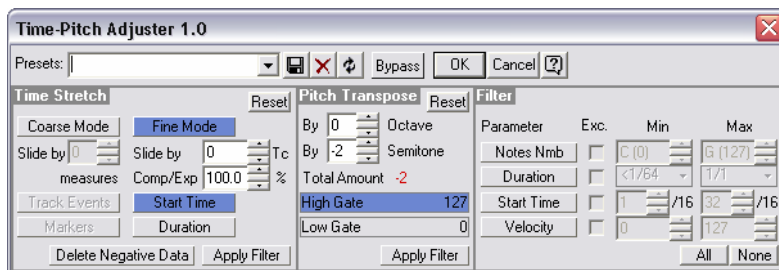 Time-Pitch Adjuster 1.0
Presets: Bypass OK Cancel ?
Time Stretch Reset Pitch Transpose Reset Filter
Coarse Mode Fine Mode By 0 Octave Parameter Exc. Min Max
Slide by 0 Slide by 0 Tc By -2 Semitone Notes Nmb C (0) G (127)
measures Comp/Exp 100.0 % Total Amount -2 Duration <1/64 1/1
Track Events Start Time High Gate 127 Start Time 1 /16 32 /16
Markers Duration Low Gate 0 Velocity 0 127
Delete Negative Data Apply Filter Apply Filter All None